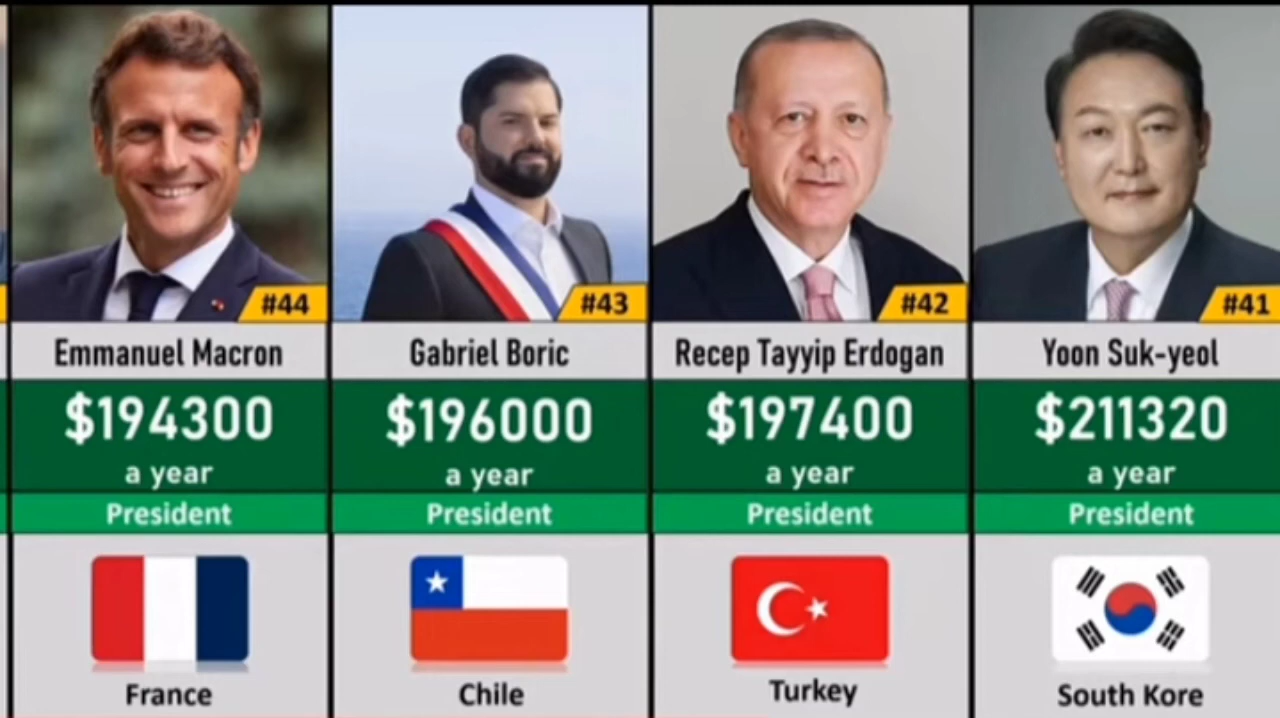 #44
Emmanuel Macron
$194300
a year
President
France
#43
Gabriel Boric
$196000
a year
President
Chile
#42
Recep Tayyip Erdogan
$197400
a year
President
Turkey
#41
Yoon Suk-yeol
$211320
a year
President
South Kore